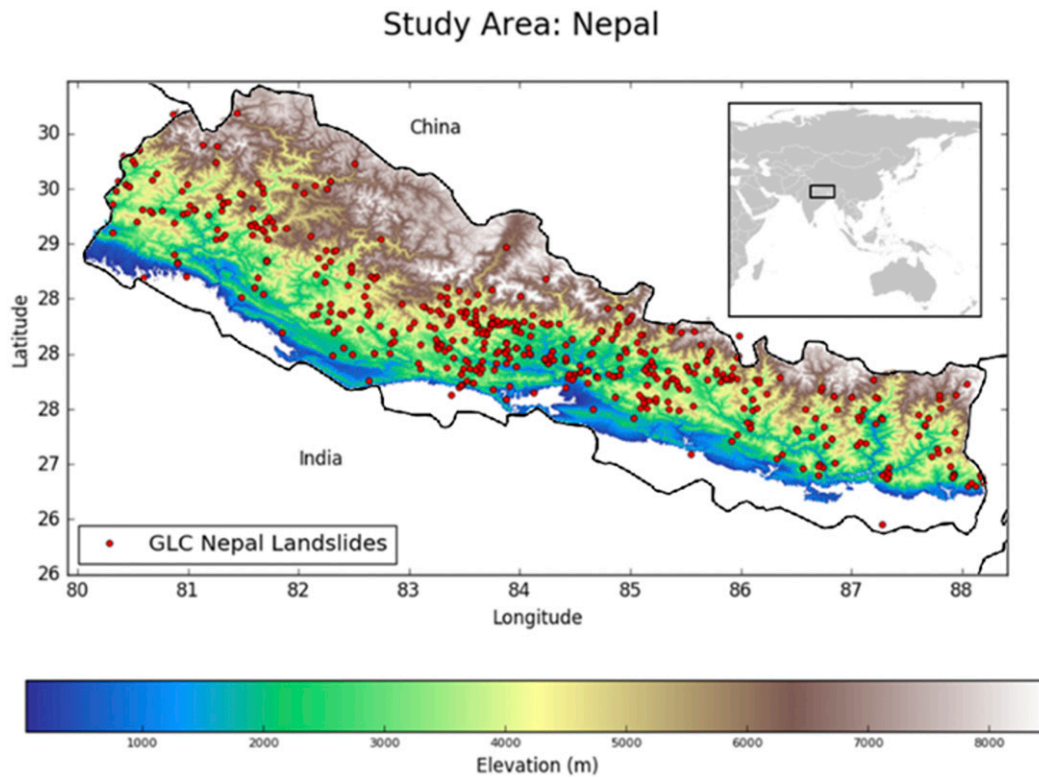 Study Area: Nepal
China
India
30
30
29
28
28
28
27
26
26
Latitude
GLC Nepal Landslides
80 81 82 83 84 85 86 87 88
Longitude
1000 2000 3000 4000 5000 6000 7000 8000
Elevation (m)